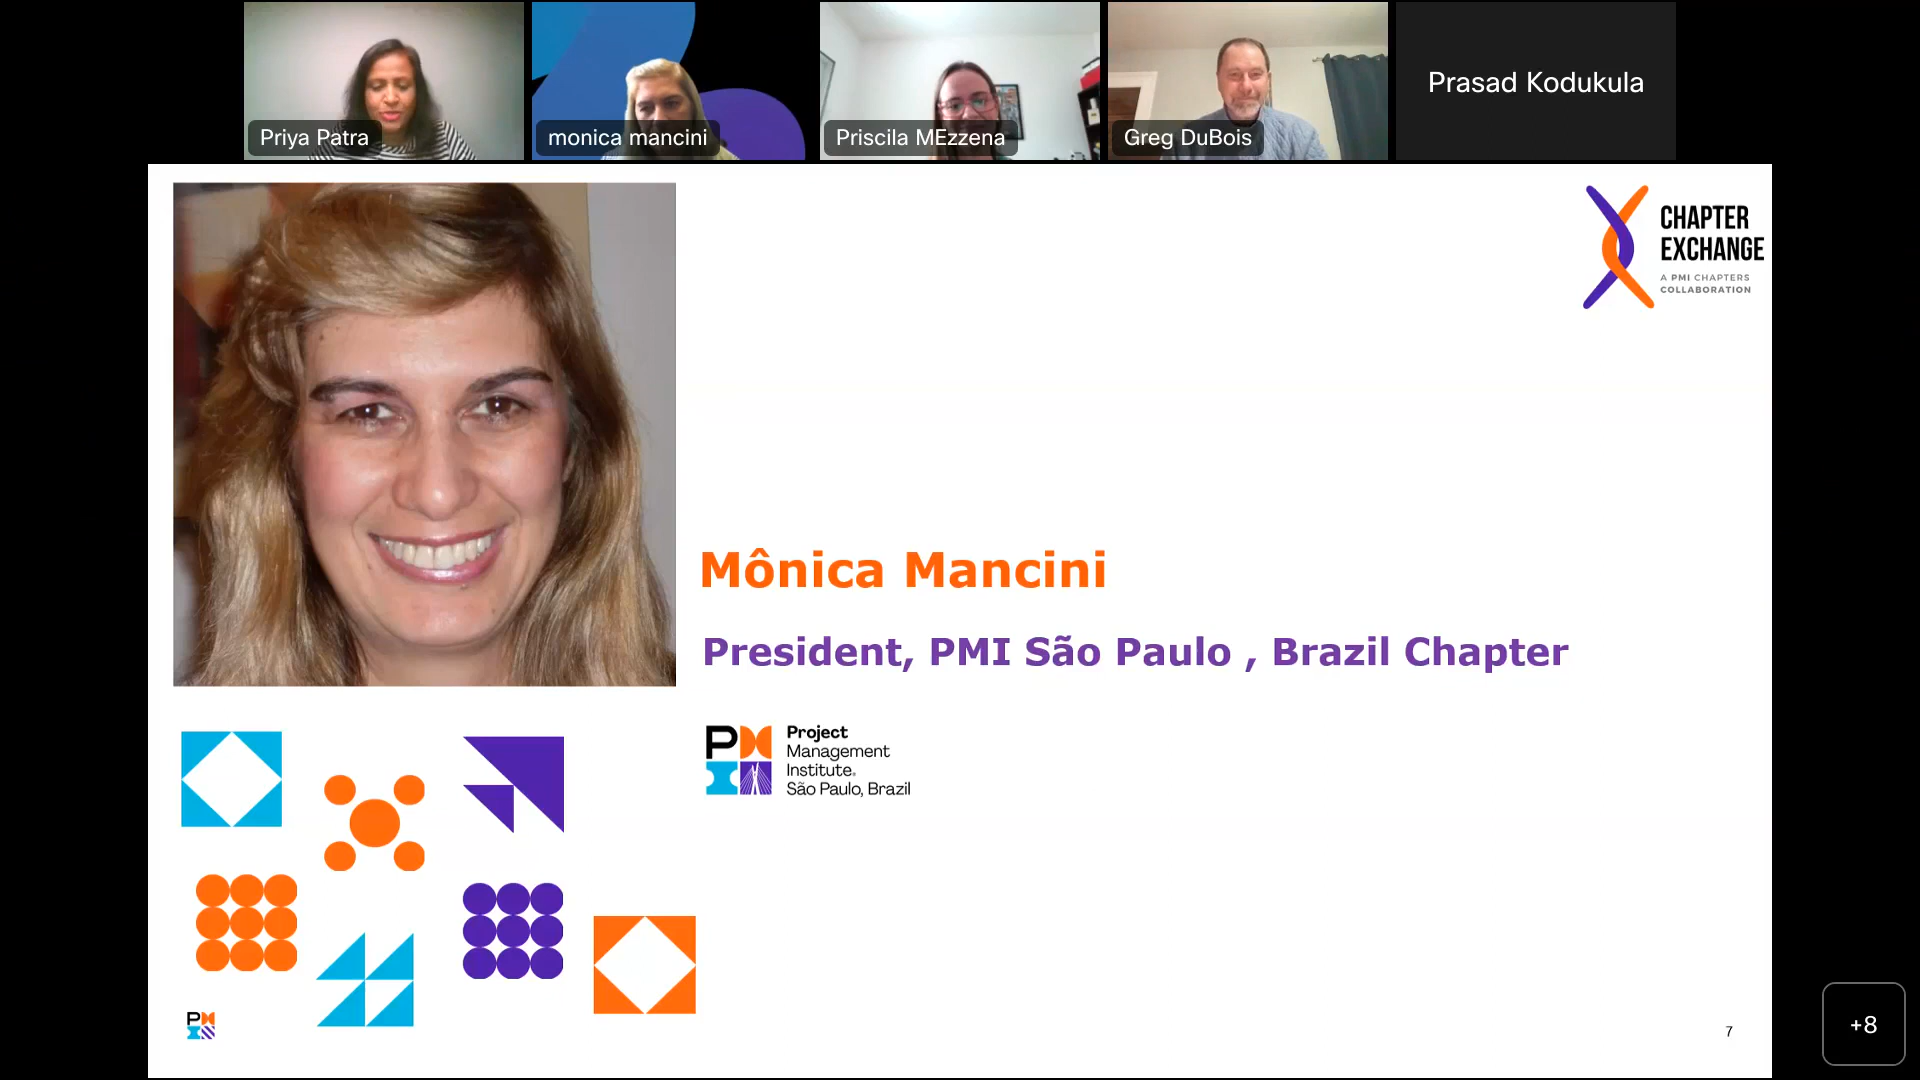 Priya Patra
monica mancini
Priscila MEzzena
Greg DuBois
Prasad Kodukula
CHAPTER
EXCHANGE
A PMI CHAPTERS
COLLABORATION
Mônica Mancini
President, PMI São Paulo , Brazil Chapter
Project
Management
Institute.
São Paulo, Brazil
7
+8